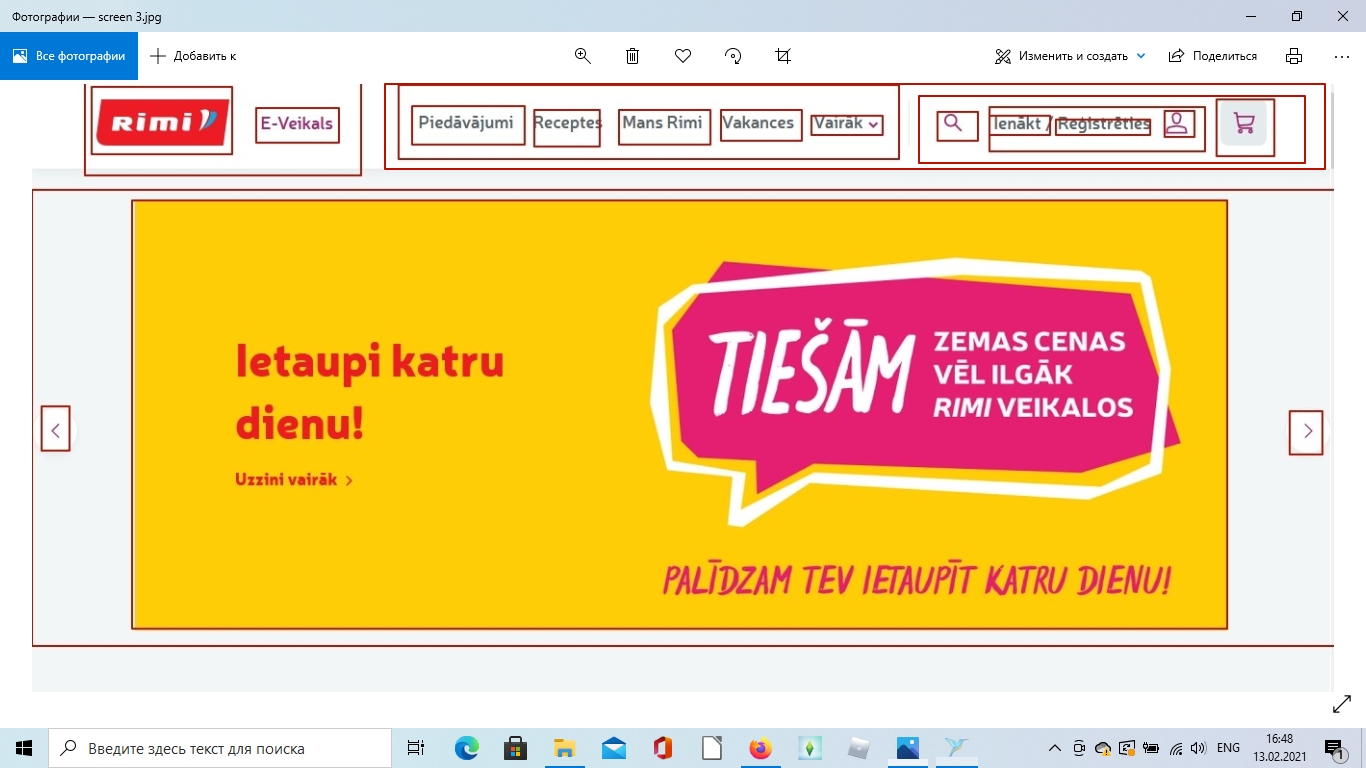 Фотографии — screen 3.jpg
Все фотографии
Добавить к
Изменить и создать
Поделиться
Rimi
E-Veikals
Piedāvājumi
Receptes
Mans Rimi
Vakances
Vairāk
Ienākt / Reģistrēties
Ietaupi katru
dienu!
Uzzini vairāk
TIEŠĀM
ZEMAS CENAS
VĒL ILGĀK
RIMI VEIKALOS
PALĪDZAM TEV IETAUPĪT KATRU DIENU!
Введите здесь текст для поиска
ENG
16:48
13.02.2021
1